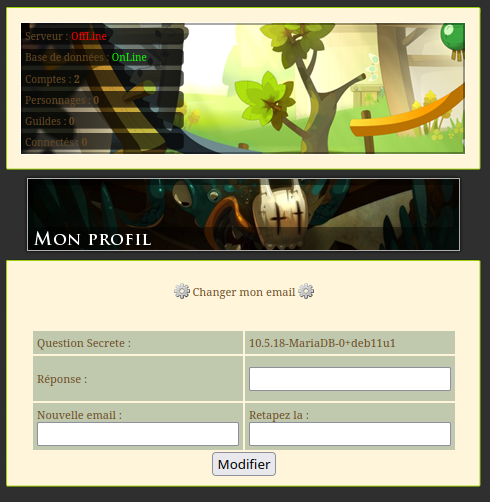 Serveur : OffLine
Base de données : OnLine
Comptes : 2
Personnages : 0
Guildes : 0
Connectés : 0
Mon profil
Changer mon email
Question Secrete : 10.5.18-MariaDB-0+deb11u1
Réponse :
Nouvelle email : Retapez la :
Modifier